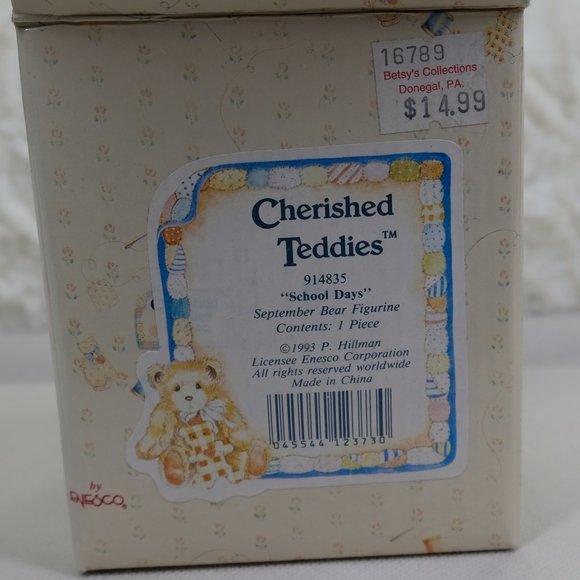 16789
Betsy's Collections
Donegal, PA.
$14.99
Cherished
Teddies™
914835
"School Days"
September Bear Figurine
Contents: 1 Piece
©1993 P. Hillman
Licensee Enesco Corporation
All rights reserved worldwide
Made in China
045544 123730
by
ENESCO®